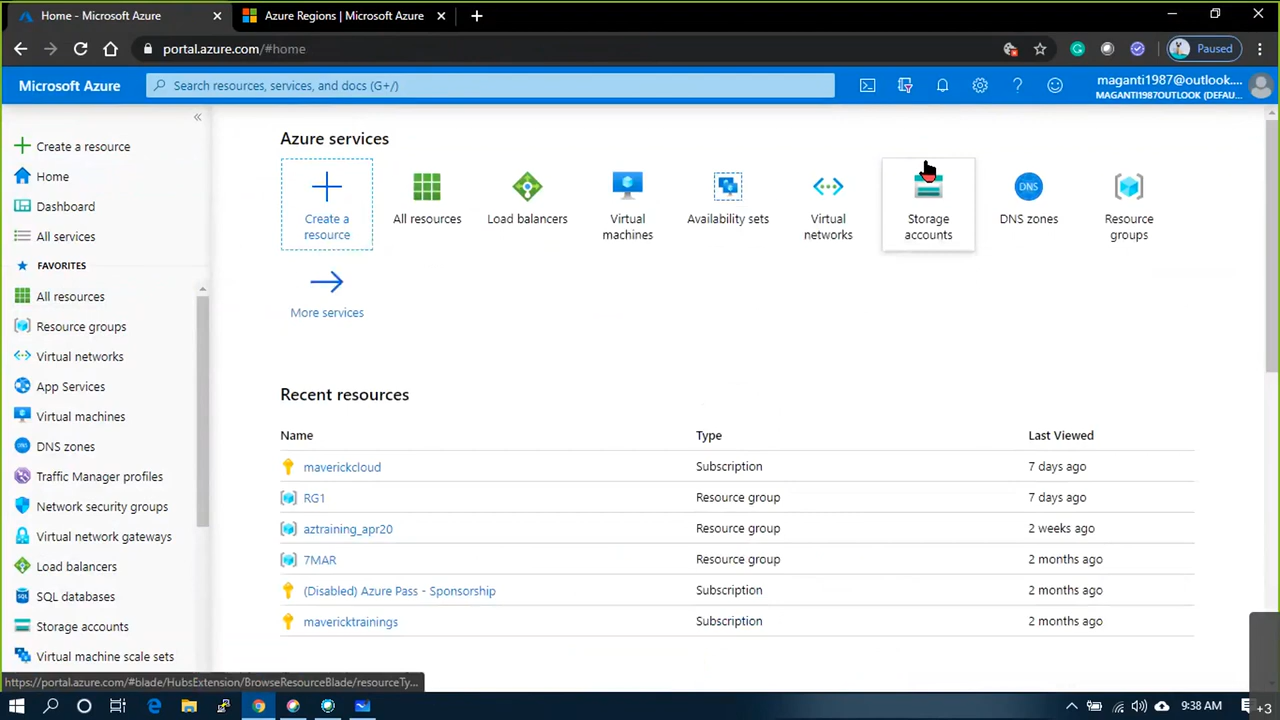 Home - Microsoft Azure
Azure Regions | Microsoft Azure
portal.azure.com/#home
Paused
Microsoft Azure
Search resources, services, and docs (G+/)
maganti1987@outlook....
MAGANTI1987OUTLOOK (DEFAU...
Create a resource
Home
Dashboard
All services
FAVORITES
All resources
Resource groups
Virtual networks
App Services
Virtual machines
DNS zones
Traffic Manager profiles
Network security groups
Virtual network gateways
Load balancers
SQL databases
Storage accounts
Virtual machine scale sets
Azure services
Create a
resource
All resources
Load balancers
Virtual
machines
Availability sets
Virtual
networks
Storage
accounts
DNS
DNS zones
Resource
groups
More services
Recent resources
Name Type Last Viewed
maverickcloud Subscription 7 days ago
RG1 Resource group 7 days ago
aztraining_apr20 Resource group 2 weeks ago
7MAR Resource group 2 months ago
(Disabled) Azure Pass - Sponsorship Subscription 2 months ago
mavericktrainings Subscription 2 months ago
https://portal.azure.com/#blade/HubsExtension/BrowseResourceBlade/resourceTy...
9:38 AM
+3